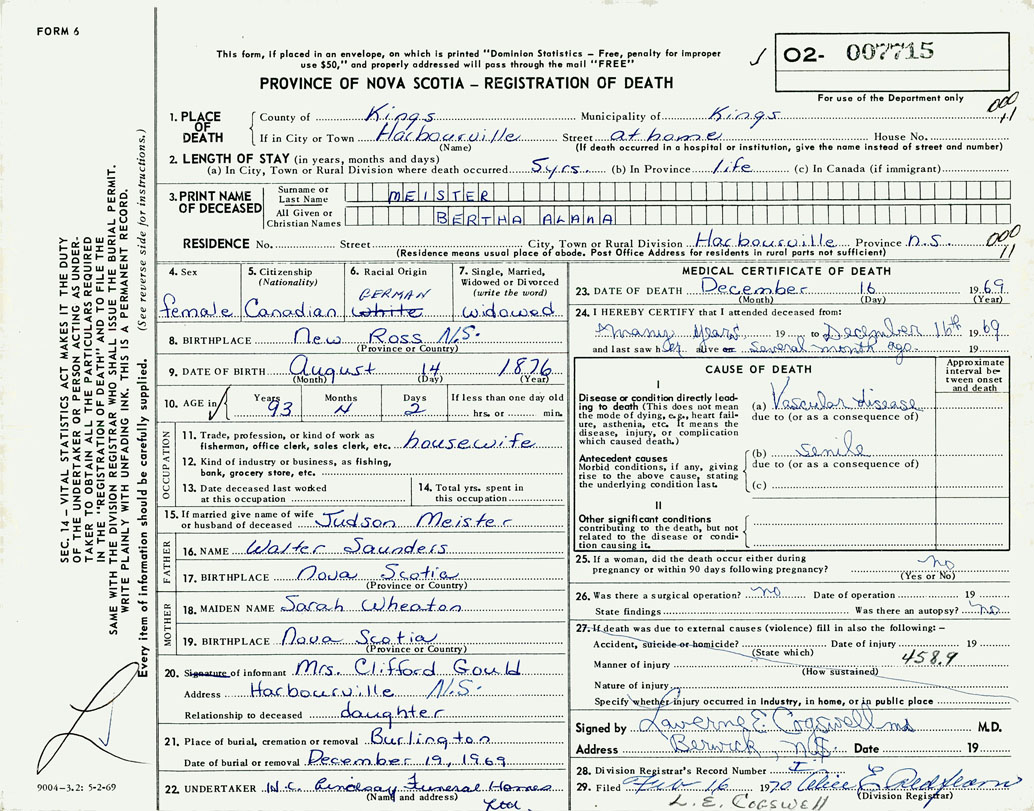 FORM 6
This form, if placed in an envelope, on which is printed "Dominion Statistics – Free, penalty for improper
use $50," and properly addressed will pass through the mail "FREE"
O2- 007715
PROVINCE OF NOVA SCOTIA – REGISTRATION OF DEATH
For use of the Department only
1. PLACE OF DEATH
County of Kings Municipality of Kings
000 11
If in City or Town Harbourville Street at home House No.
(Name) (If death occurred in a hospital or institution, give the name instead of street and number)
2. LENGTH OF STAY (in years, months and days)
(a) In City, Town or Rural Division where death occurred 5 yrs. (b) In Province life (c) In Canada (if immigrant)
3. PRINT NAME OF DECEASED
Surname or Last Name MEISTER
All Given or Christian Names BERTHA ALANA
RESIDENCE No. Street City, Town or Rural Division Harbourville Province N.S.
000 11
(Residence means usual place of abode. Post Office Address for residents in rural parts not sufficient)
SEC. 14 – VITAL STATISTICS ACT MAKES IT THE DUTY
OF THE UNDERTAKER OR PERSON ACTING AS UNDER-
TAKER TO OBTAIN ALL THE PARTICULARS REQUIRED
IN THE "REGISTRATION OF DEATH" AND TO FILE THE
SAME WITH THE DIVISION REGISTRAR WHO SHALL ISSUE THE BURIAL PERMIT.
WRITE PLAINLY WITH UNFADING INK. THIS IS A PERMANENT RECORD.
Every item of information should be carefully supplied. (See reverse side for instructions.)
4. Sex
female
5. Citizenship
(Nationality)
Canadian
6. Racial Origin
GERMAN
white
7. Single, Married,
Widowed or Divorced
(write the word)
widowed
8. BIRTHPLACE New Ross N.S.
(Province or Country)
9. DATE OF BIRTH August 14 1876
(Month) (Day) (Year)
10. AGE
Years Months Days If less than one day old
93 4 2 hrs. or min.
OCCUPATION
11. Trade, profession, or kind of work as
fisherman, office clerk, sales clerk, etc. housewife
12. Kind of industry or business, as fishing,
bank, grocery store, etc.
13. Date deceased last worked
at this occupation
14. Total yrs. spent in
this occupation
15. If married give name of wife
or husband of deceased Judson Meister
FATHER
16. NAME Walter Saunders
17. BIRTHPLACE Nova Scotia
(Province or Country)
MOTHER
18. MAIDEN NAME Sarah Wheaton
19. BIRTHPLACE Nova Scotia
(Province or Country)
20. Signature of informant Mrs. Clifford Gould
Address Harbourville N.S.
Relationship to deceased daughter
21. Place of burial, cremation or removal Burlington
Date of burial or removal December 19, 1969
22. UNDERTAKER W.C. Lindsay Funeral Homes
(Name and address) Ltd.
9004-3.2: 5-2-69
MEDICAL CERTIFICATE OF DEATH
23. DATE OF DEATH December 16 1969
(Month) (Day) (Year)
24. I HEREBY CERTIFY that I attended deceased from:
many years 19 to December 16th 1969
and last saw her alive on several month ago 19
CAUSE OF DEATH
Approximate
interval be-
tween onset
and death
I
Disease or condition directly lead-
ing to death (This does not mean
the mode of dying, e.g., heart fail-
ure, asthenia, etc. It means the
disease, injury, or complication
which caused death.)
(a) Vascular disease
due to (or as a consequence of)
Antecedent causes
Morbid conditions, if any, giving
rise to the above cause, stating
the underlying condition last.
(b) senile
due to (or as a consequence of)
(c)
II
Other significant conditions
contributing to the death, but not
related to the disease or condi-
tion causing it.
25. If a woman, did the death occur either during
pregnancy or within 90 days following pregnancy? no
(Yes or No)
26. Was there a surgical operation? no Date of operation 19
State findings Was there an autopsy? no
27. If death was due to external causes (violence) fill in also the following: –
Accident, suicide or homicide? Date of injury 19
(State which)
Manner of injury 458.9
(How sustained)
Nature of injury
Specify whether injury occurred in Industry, in home, or in public place
Signed by Laverne E. Cogswell md M.D.
Address Berwick, N.S. Date 19
28. Division Registrar's Record Number I
29. Filed Feb 16 1970 Alice E.
(Division Registrar)
L. E. COGSWELL